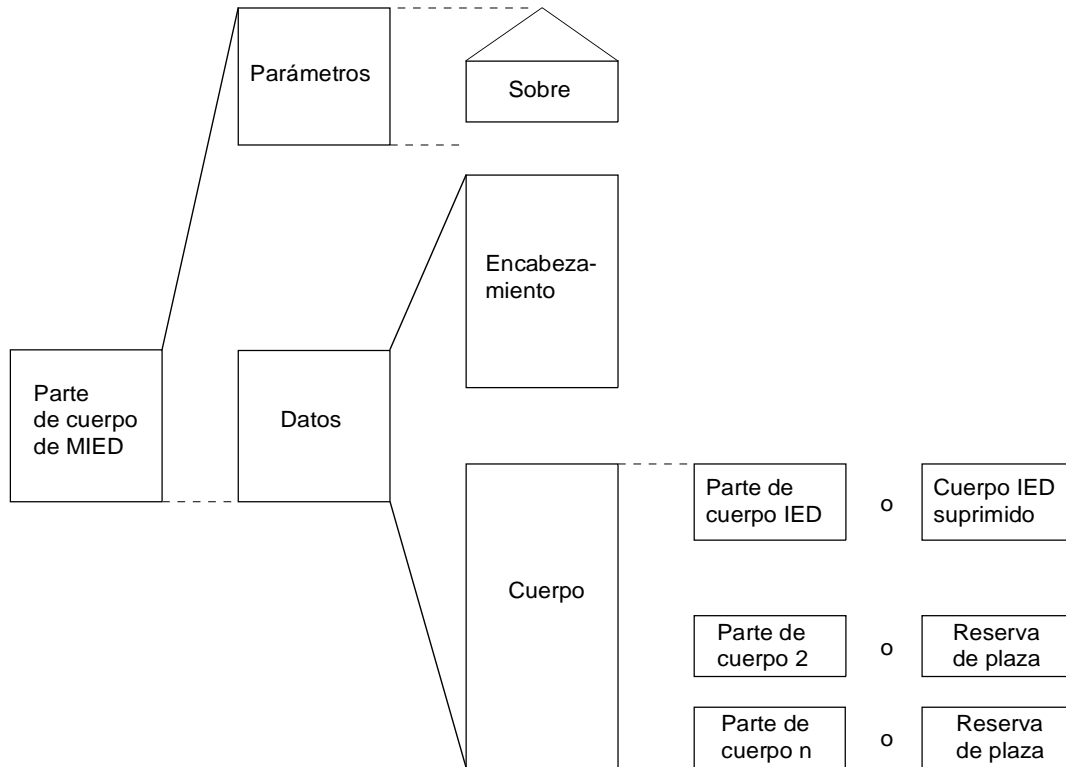 Parámetros
Sobre
Encabeza-
miento
Parte
de cuerpo
de MIED
Datos
Parte de
cuerpo IED
o
Cuerpo IED
suprimido
Cuerpo
Parte de
cuerpo 2
o
Reserva
de plaza
Parte de
cuerpo n
o
Reserva
de plaza